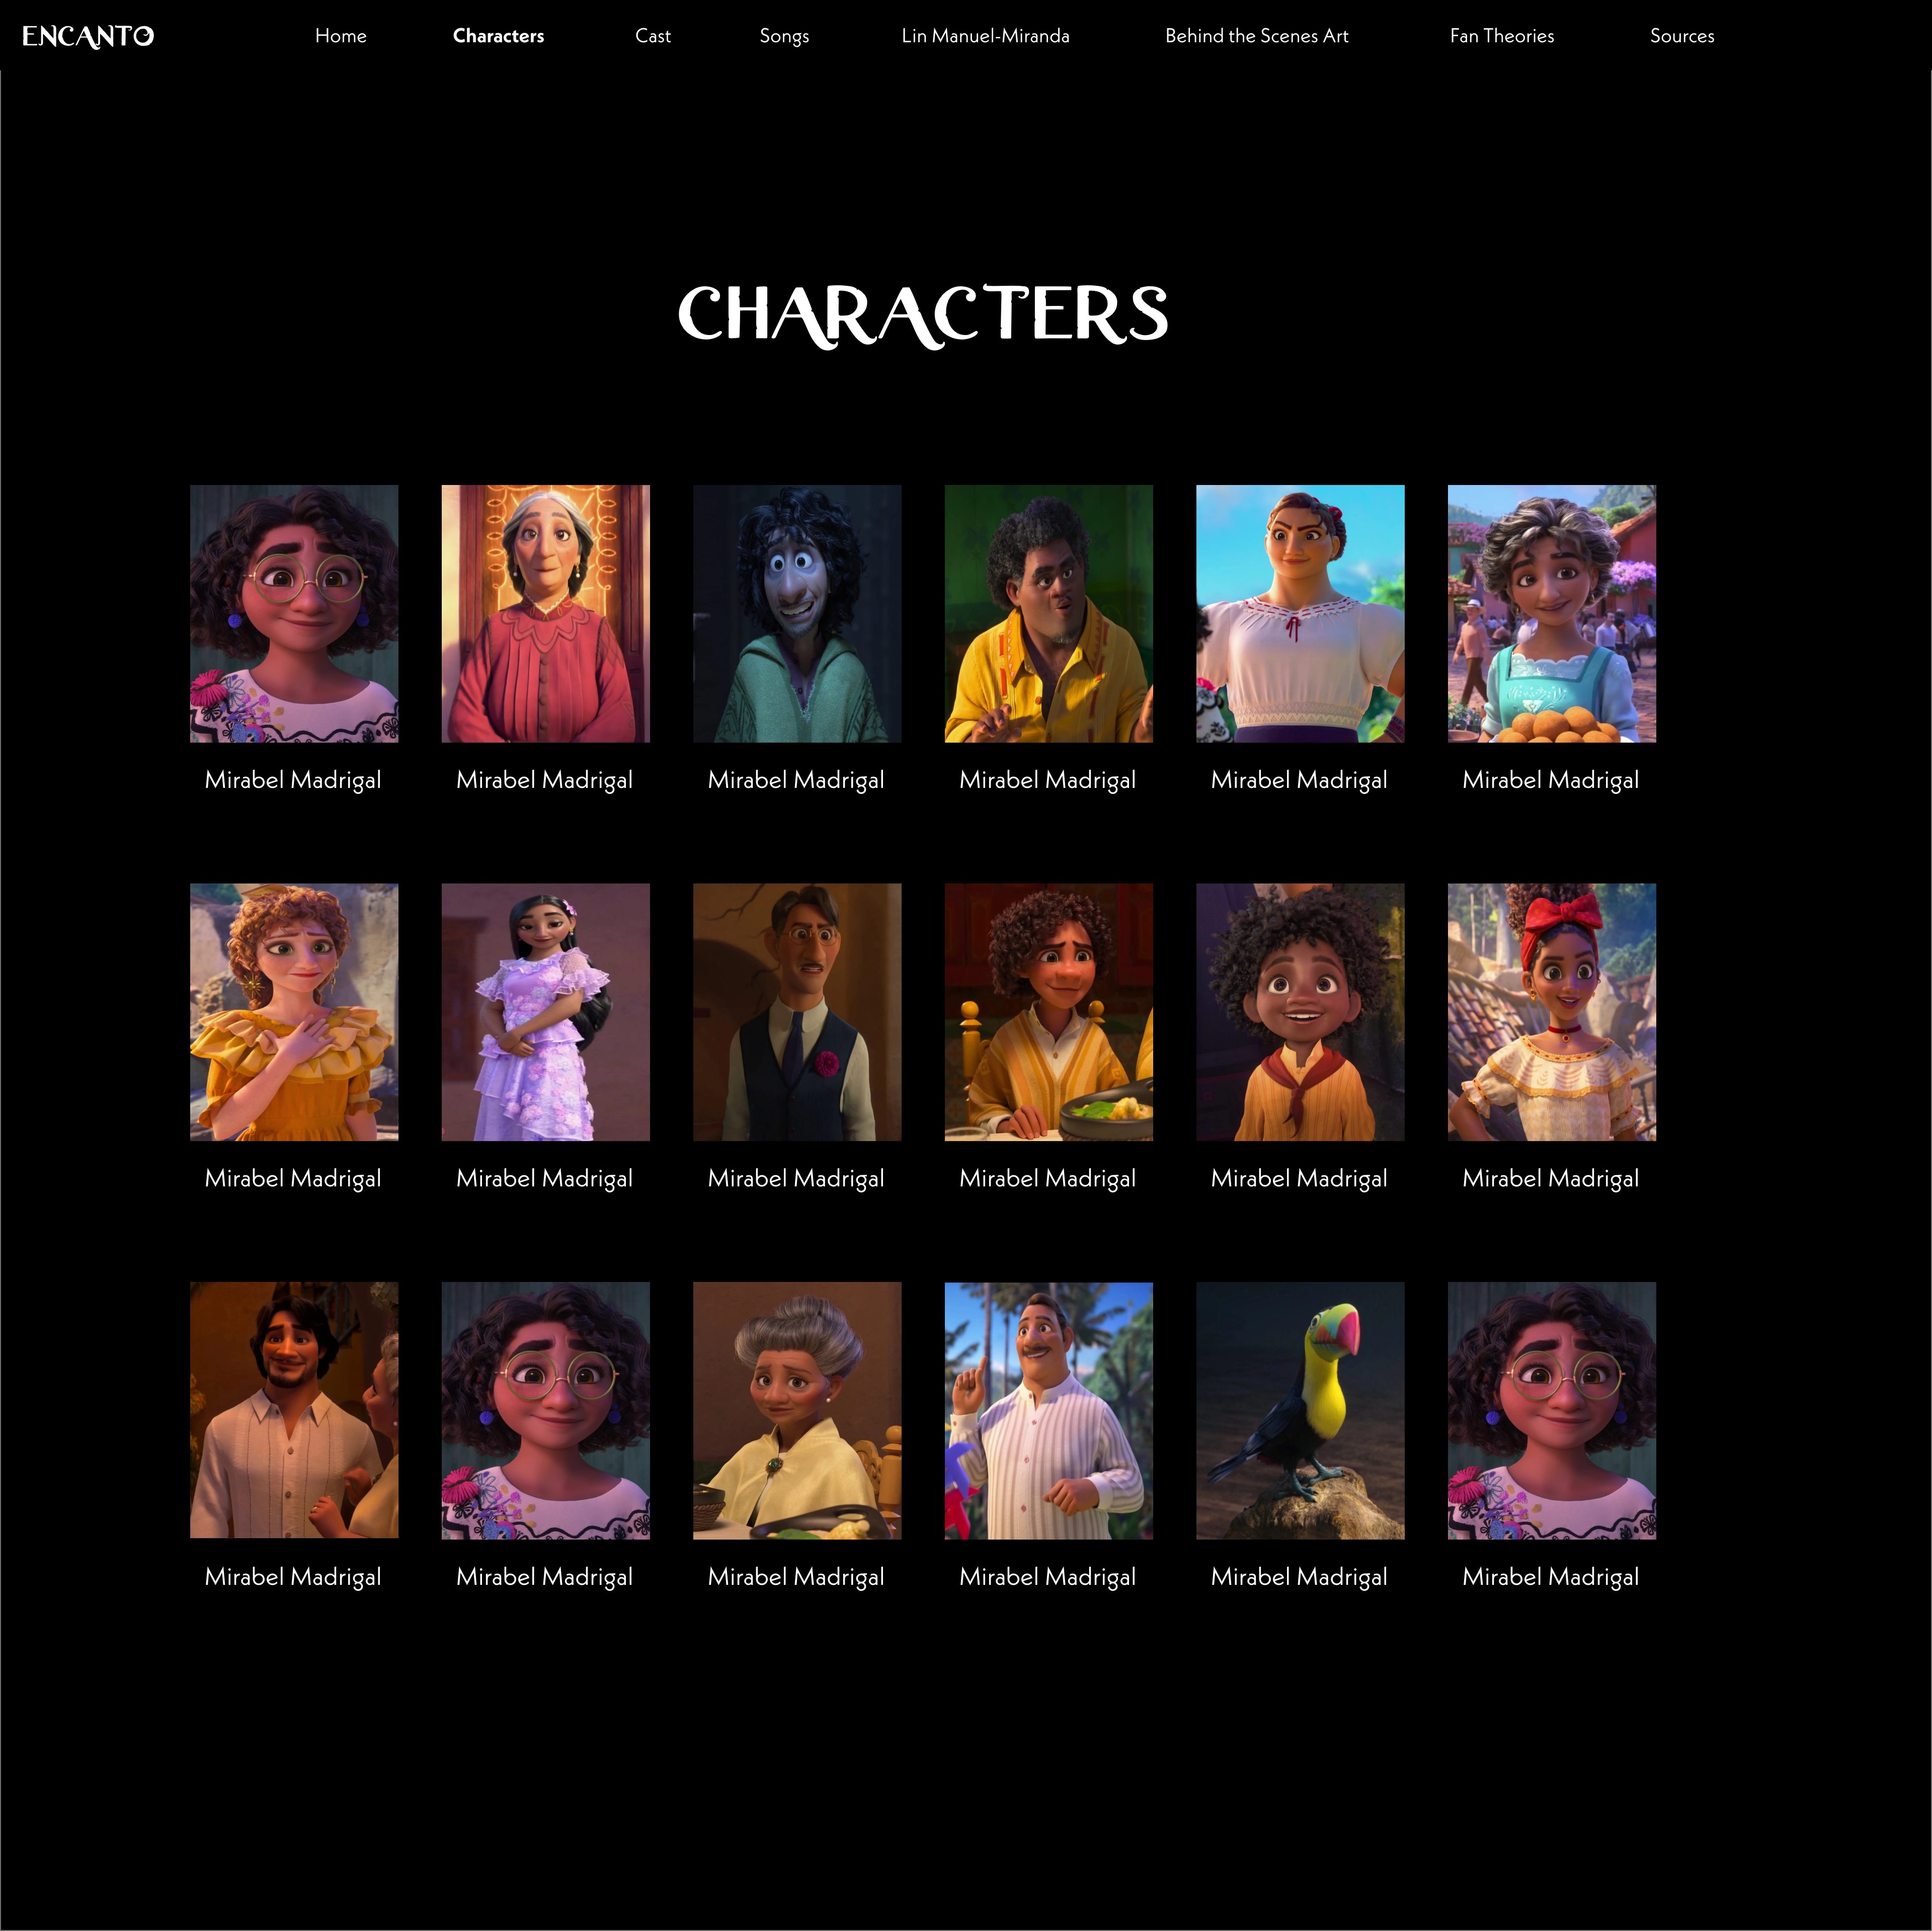 ENCANTO Home Characters Cast Songs Lin Manuel-Miranda Behind the Scenes Art Fan Theories Sources
CHARACTERS
Mirabel Madrigal Mirabel Madrigal Mirabel Madrigal Mirabel Madrigal Mirabel Madrigal Mirabel Madrigal
Mirabel Madrigal Mirabel Madrigal Mirabel Madrigal Mirabel Madrigal Mirabel Madrigal Mirabel Madrigal
Mirabel Madrigal Mirabel Madrigal Mirabel Madrigal Mirabel Madrigal Mirabel Madrigal Mirabel Madrigal